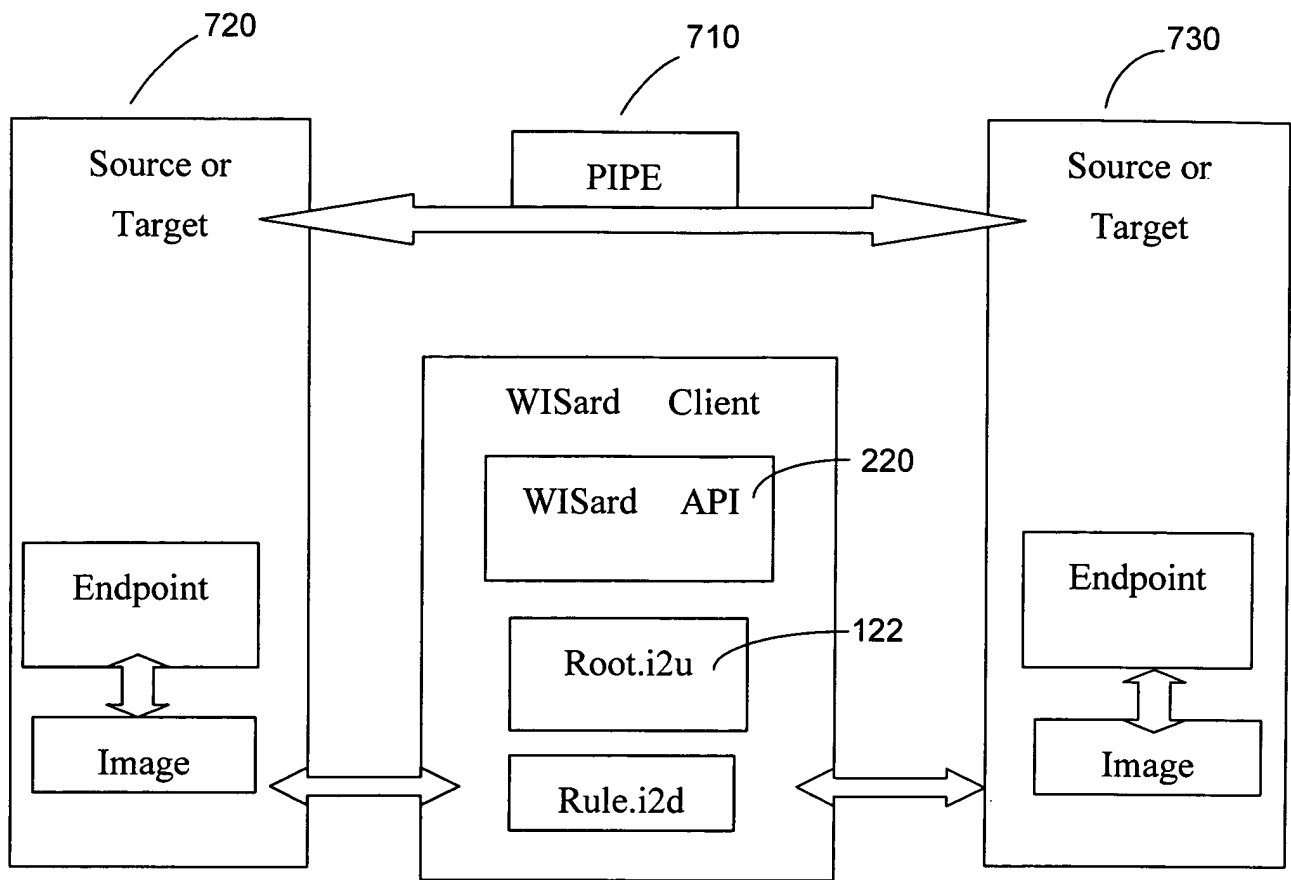 720
710
730
Source or
Target
PIPE
Source or
Target
WISard Client
WISard API
220
Endpoint
Endpoint
Root.i2u
122
Image
Rule.i2d
Image